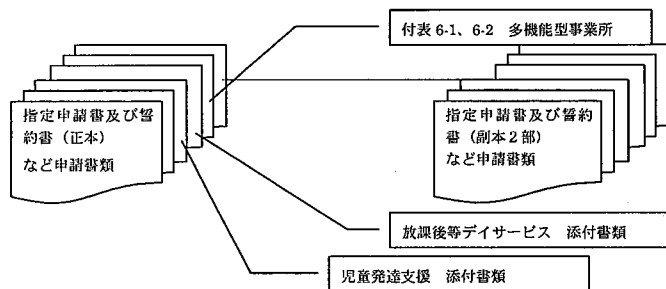 付表 6-1、6-2 多機能型事業所
指定申請書及び誓
約書（正本）
など申請書類
指定申請書及び誓約
書（副本２部）
など申請書類
放課後等デイサービス 添付書類
児童発達支援 添付書類